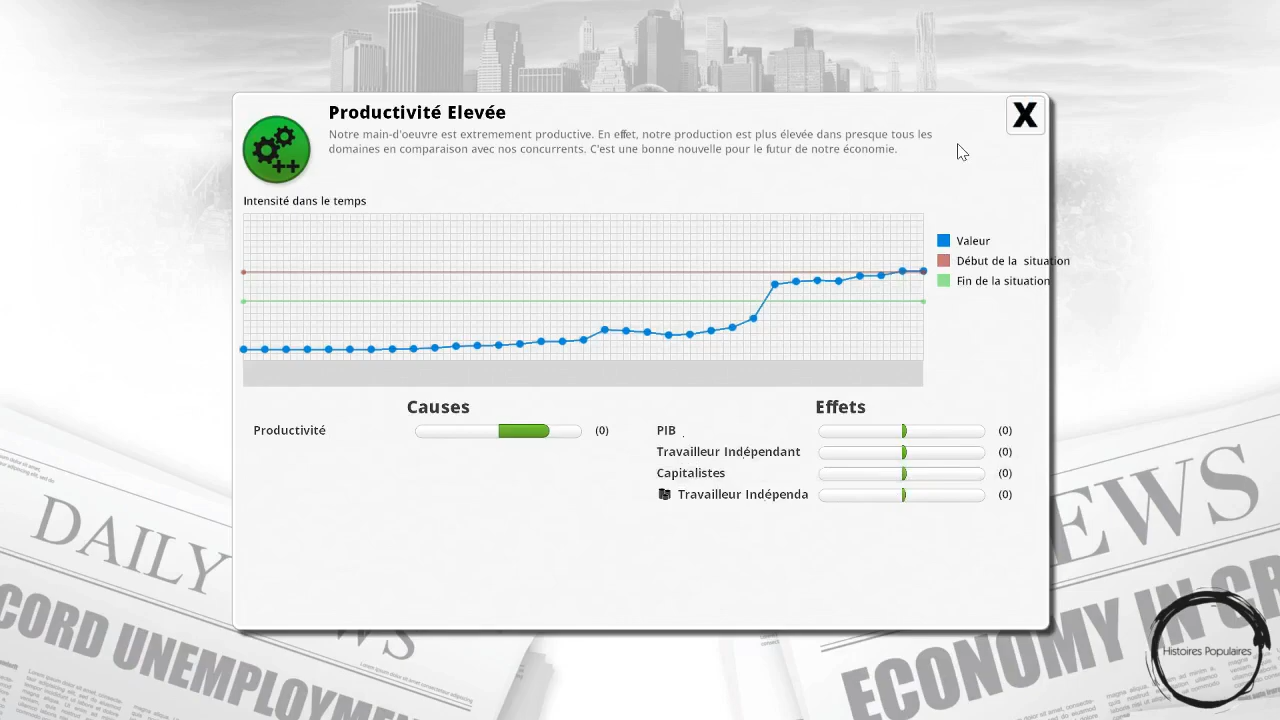 Productivité Elevée
Notre main-d'oeuvre est extremement productive. En effet, notre production est plus élevée dans presque tous les
domaines en comparaison avec nos concurrents. C'est une bonne nouvelle pour le futur de notre économie.
X
Intensité dans le temps
Valeur
Début de la situation
Fin de la situation
Causes
Productivité (0)
Effets
PIB (0)
Travailleur Indépendant (0)
Capitalistes (0)
Travailleur Indépenda (0)
DAILY
NEWS
CORD UNEMPLOYME
EWS
ECONOMY IN CR
Histoires Populaires